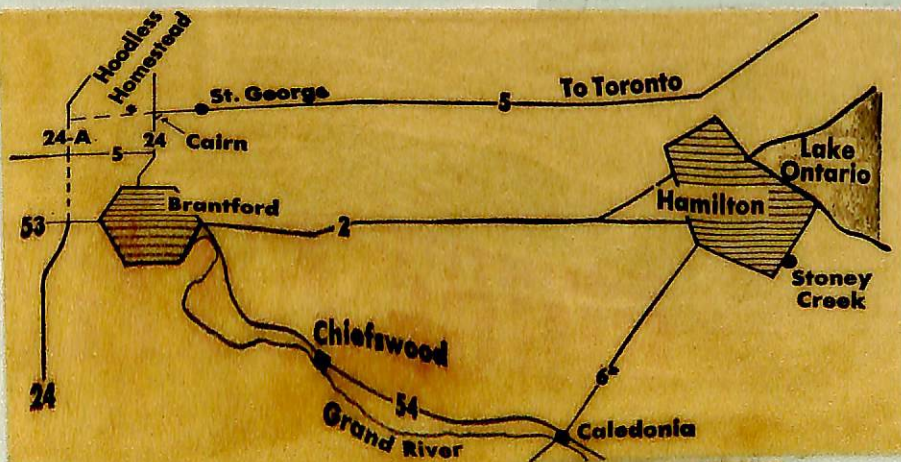 Hoodless
Homestead
St. George
5
To Toronto
24-A
24
Cairn
5
Lake
Ontario
53
Brantford
2
Hamilton
Stoney
Creek
Chiefswood
6
24
54
Grand River
Caledonia